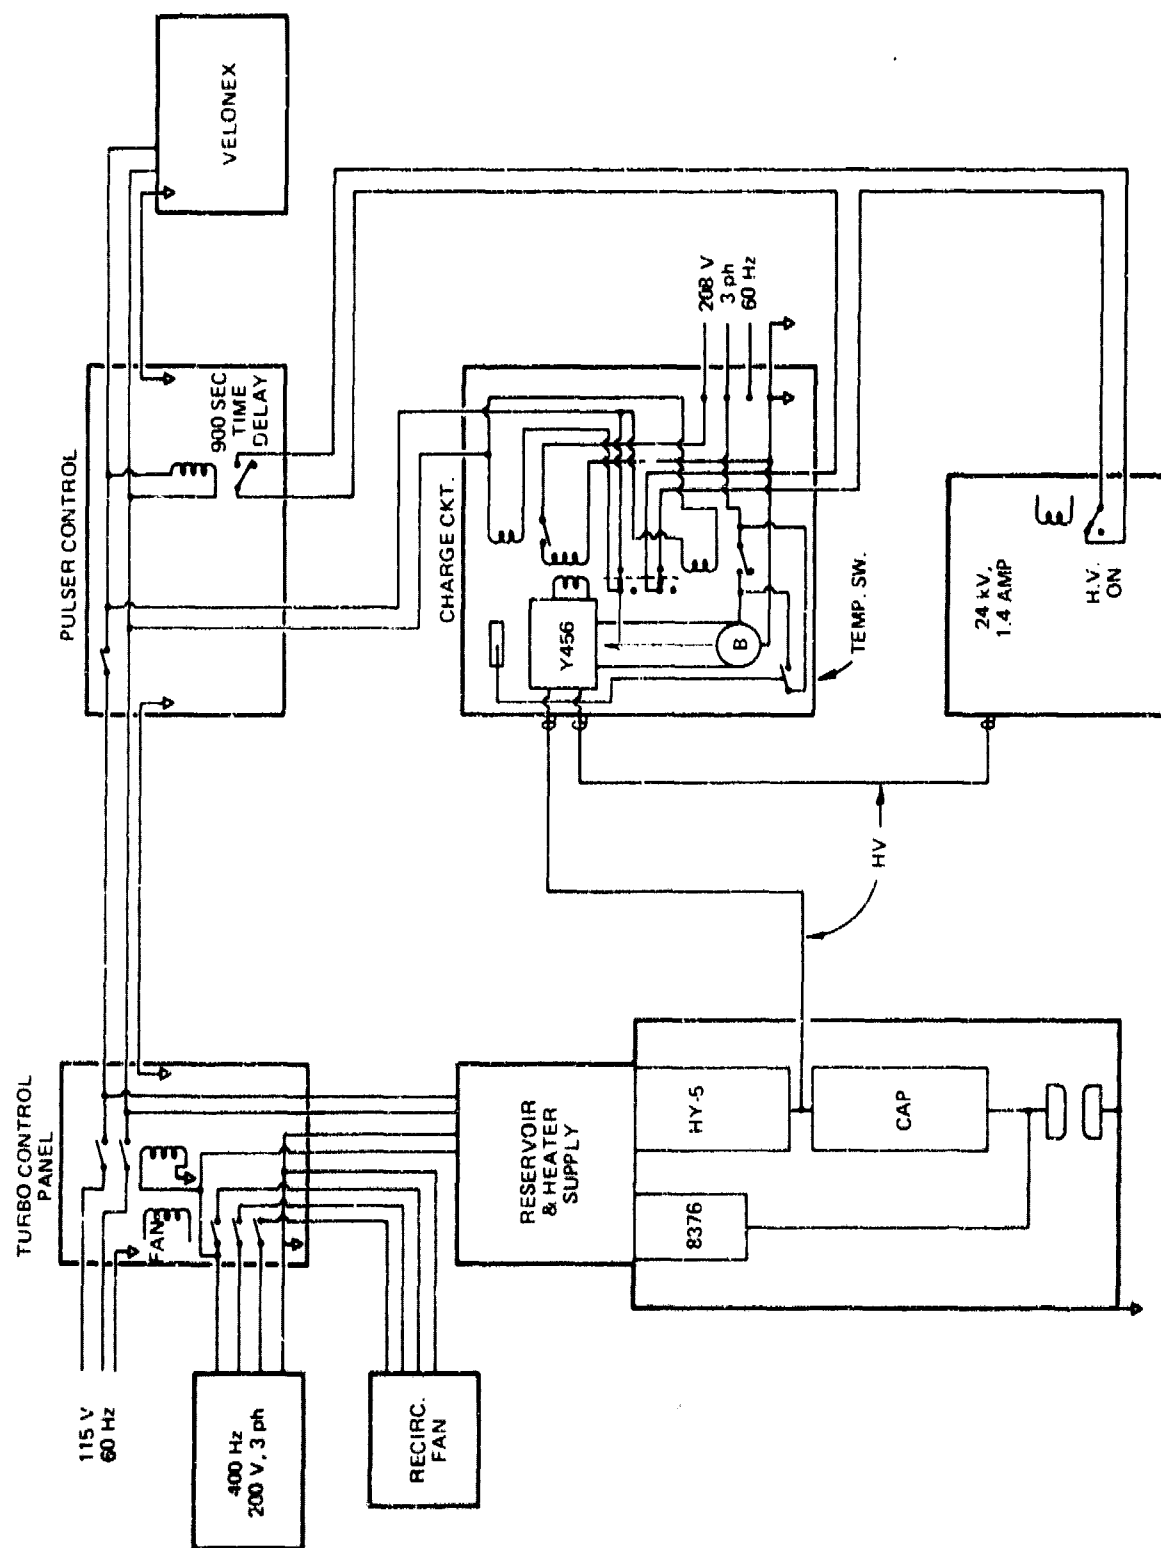 TURBO CONTROL
PANEL
115 V
60 Hz
FAN
400 Hz
200 V, 3 ph
RECIRC.
FAN
RESERVOIR
& HEATER
SUPPLY
8376
HY-5
CAP
HV
PULSER CONTROL
900 SEC
TIME
DELAY
VELONEX
CHARGE CKT.
Y456
B
TEMP. SW.
208 V
3 ph
60 Hz
24 kV,
1.4 AMP
H.V.
ON